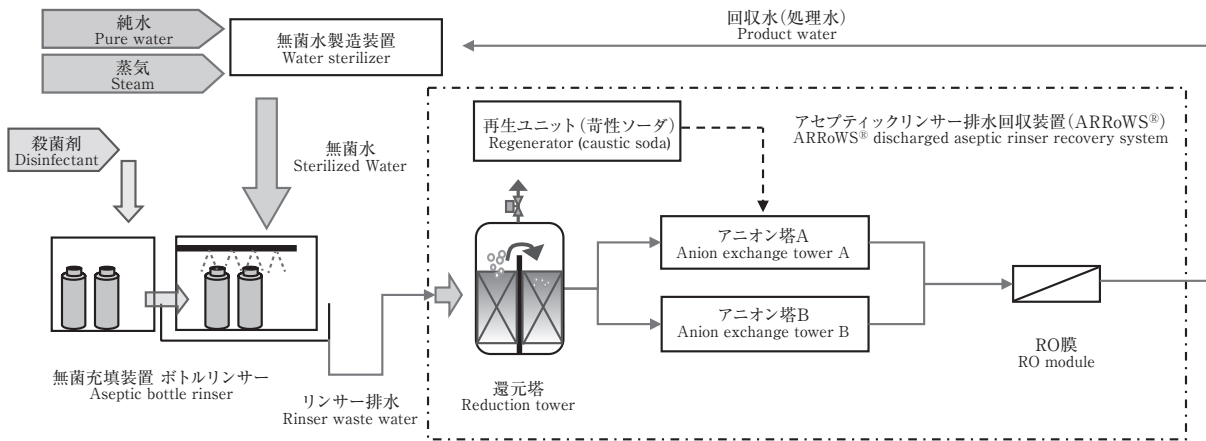 純水
Pure water
蒸気
Steam
無菌水製造装置
Water sterilizer
回収水(処理水)
Product water
殺菌剤
Disinfectant
無菌水
Sterilized Water
再生ユニット(苛性ソーダ)
Regenerator (caustic soda)
アセプティックリンサー排水回収装置(ARRoWS®)
ARRoWS® discharged aseptic rinser recovery system
アニオン塔A
Anion exchange tower A
アニオン塔B
Anion exchange tower B
RO膜
RO module
無菌充填装置 ボトルリンサー
Aseptic bottle rinser
リンサー排水
Rinser waste water
還元塔
Reduction tower